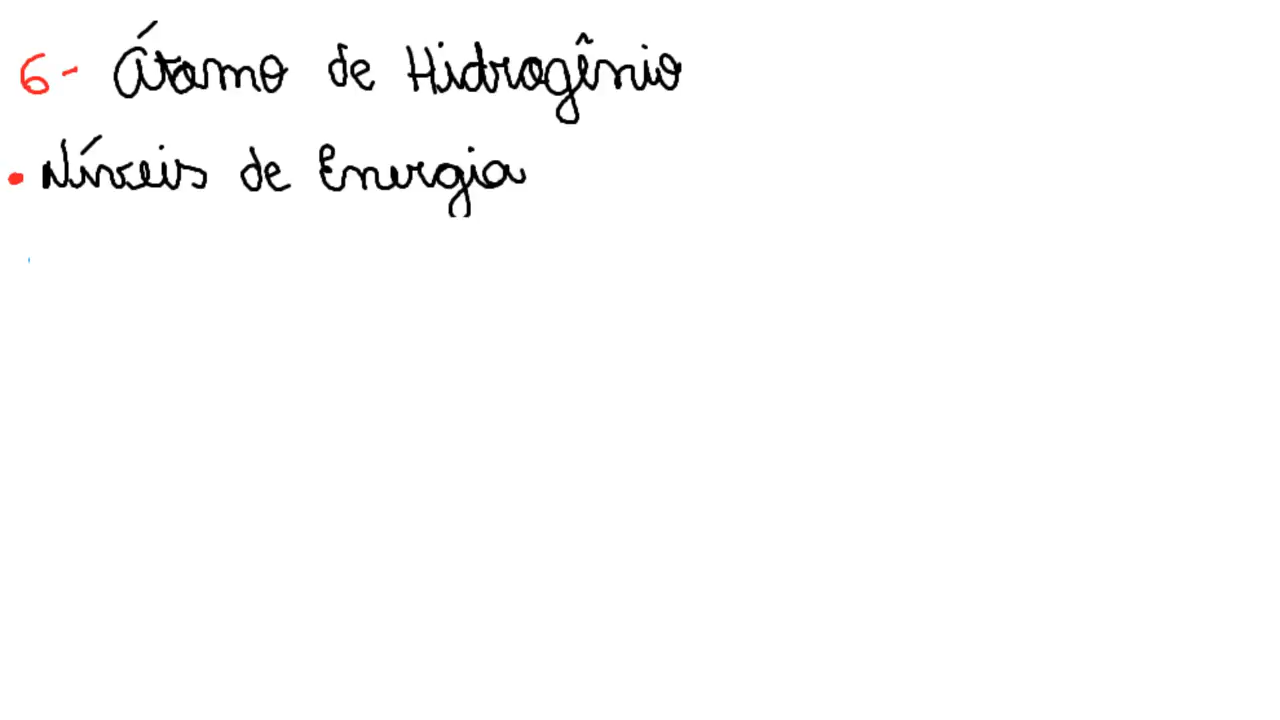 6- Átomo de Hidrogênio
• Níveis de Energia